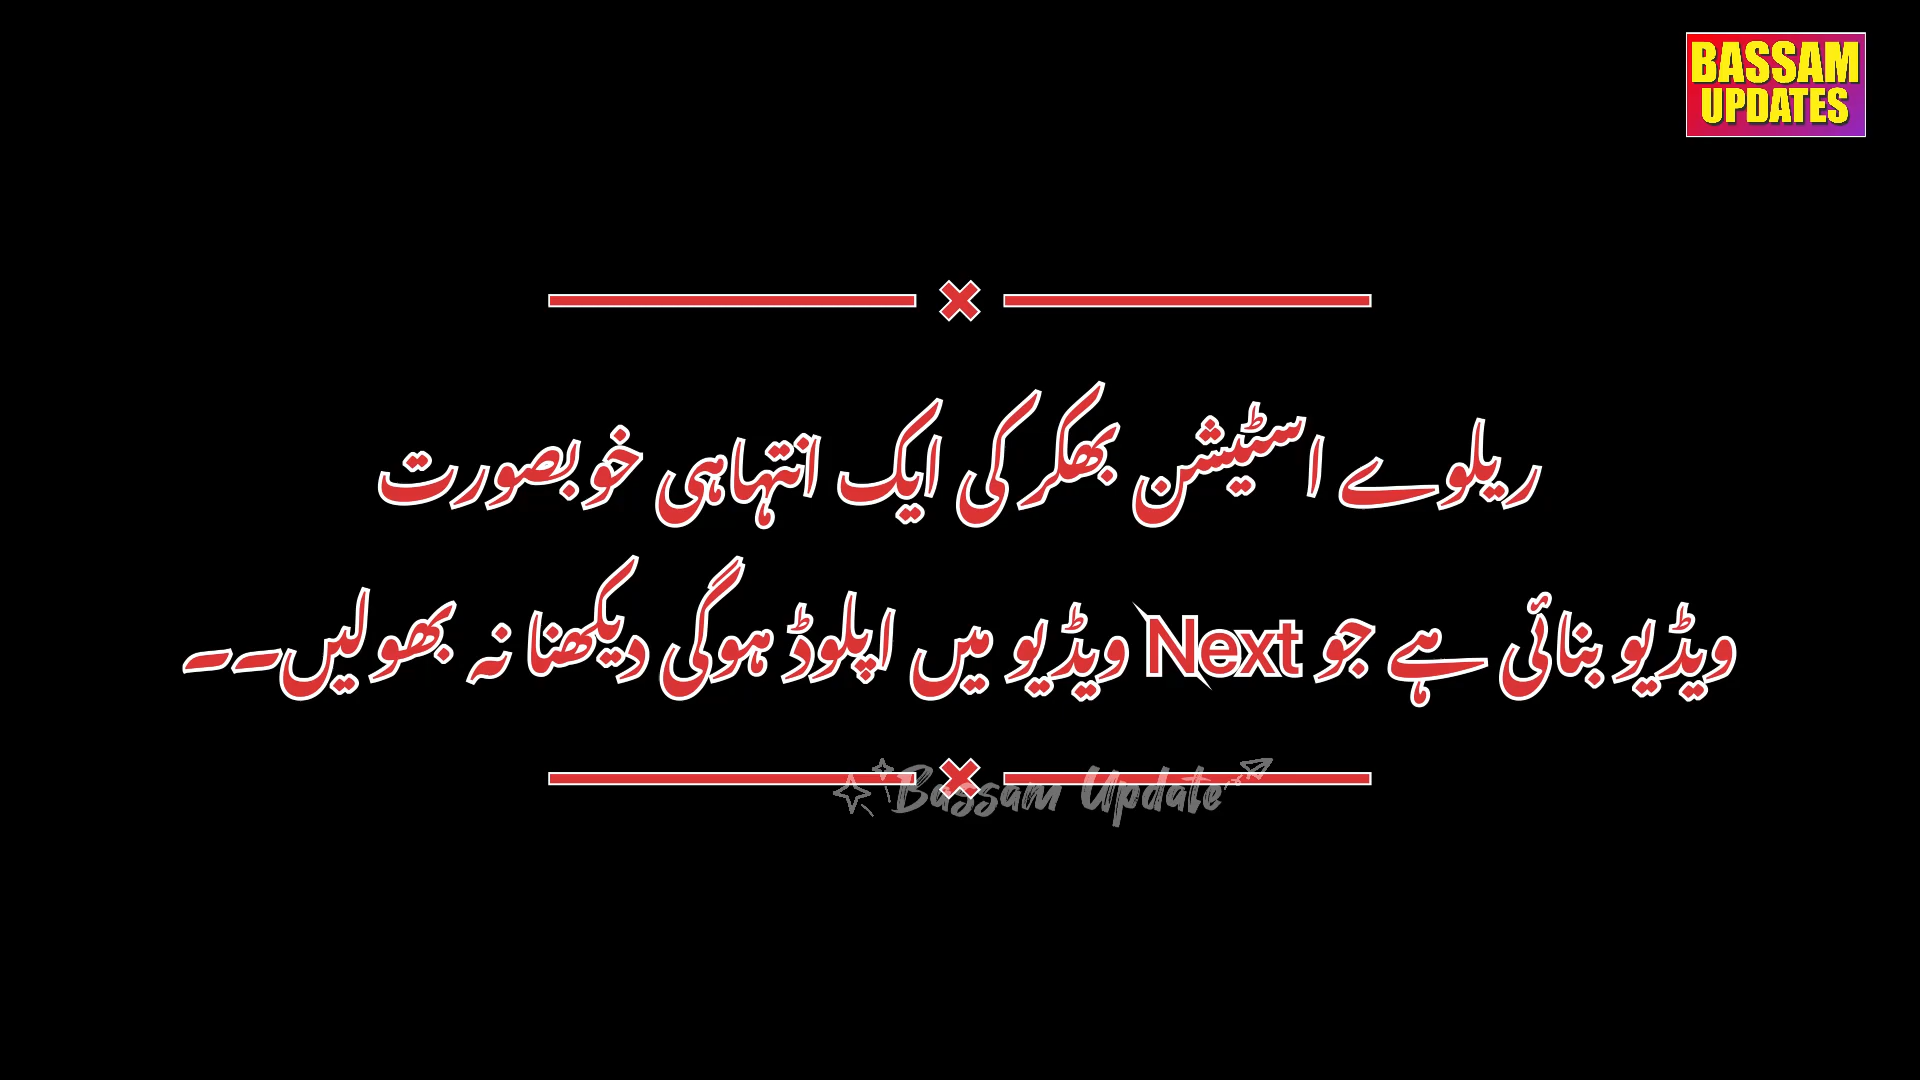 BASSAM
UPDATES
ریلوے اسٹیشن بھکر کی ایک انتہاہی خوبصورت
ویڈیو بنائی ہے جو Next ویڈیو میں اپلوڈ ہوگی دیکھنا نہ بھولیں۔۔
Bassam Update